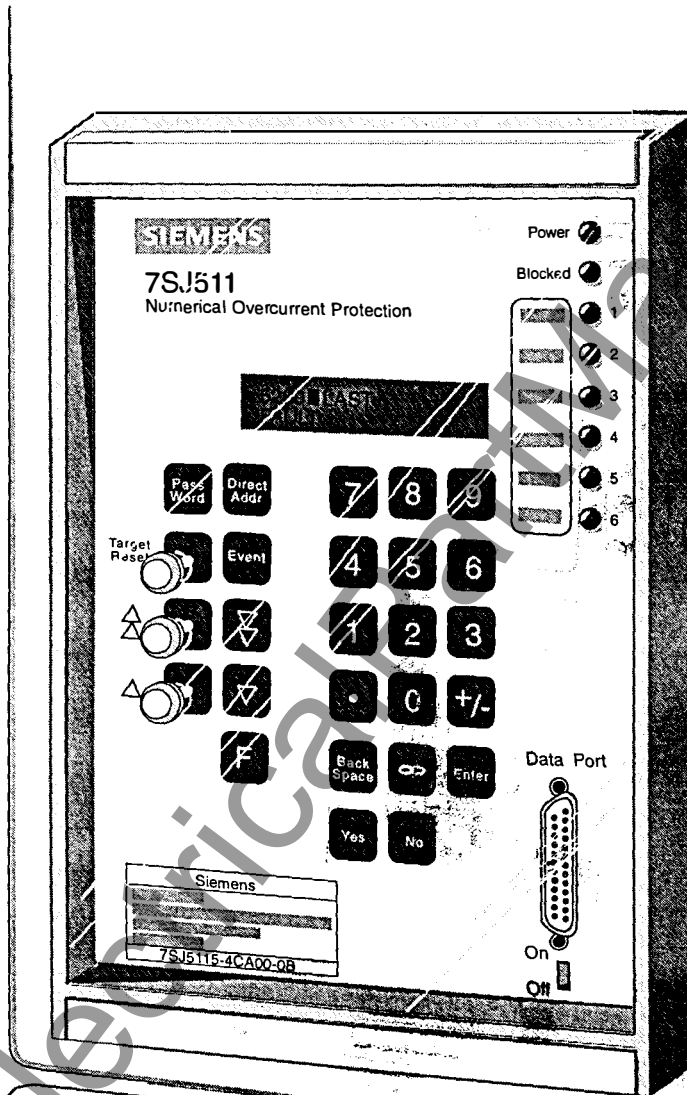 SIEMENS
7SJ511
Numerical Overcurrent Protection
Power
Blocked
1
2
3
4
5
6
LAST
Pass Word
Direct Addr
7
8
9
Target Reset
Event
4
5
6
1
2
3
.
0
+/-
F
Back Space
∞
Enter
Yes
No
Data Port
On
Off
Siemens
7SJ5115-4CA00-0B